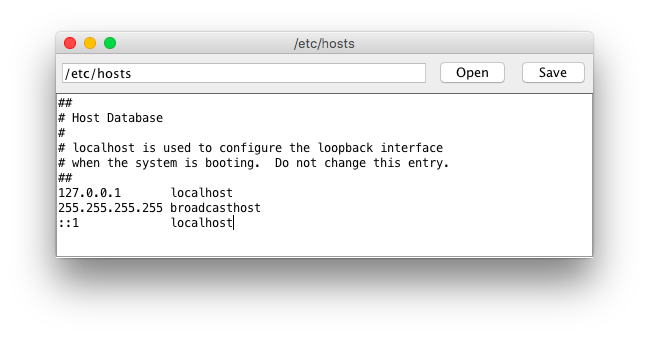 /etc/hosts
/etc/hosts Open Save
##
# Host Database
#
# localhost is used to configure the loopback interface
# when the system is booting.  Do not change this entry.
##
127.0.0.1       localhost
255.255.255.255 broadcasthost
::1             localhost